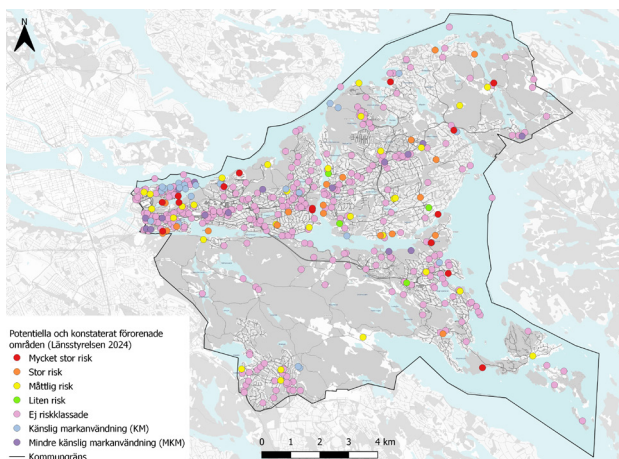 N
Potentiella och konstaterat förorenade
områden (Länsstyrelsen 2024)
Mycket stor risk
Stor risk
Måttlig risk
Liten risk
Ej riskklassade
Känslig markanvändning (KM)
Mindre känslig markanvändning (MKM)
Kommungräns
0 1 2 3 4 km